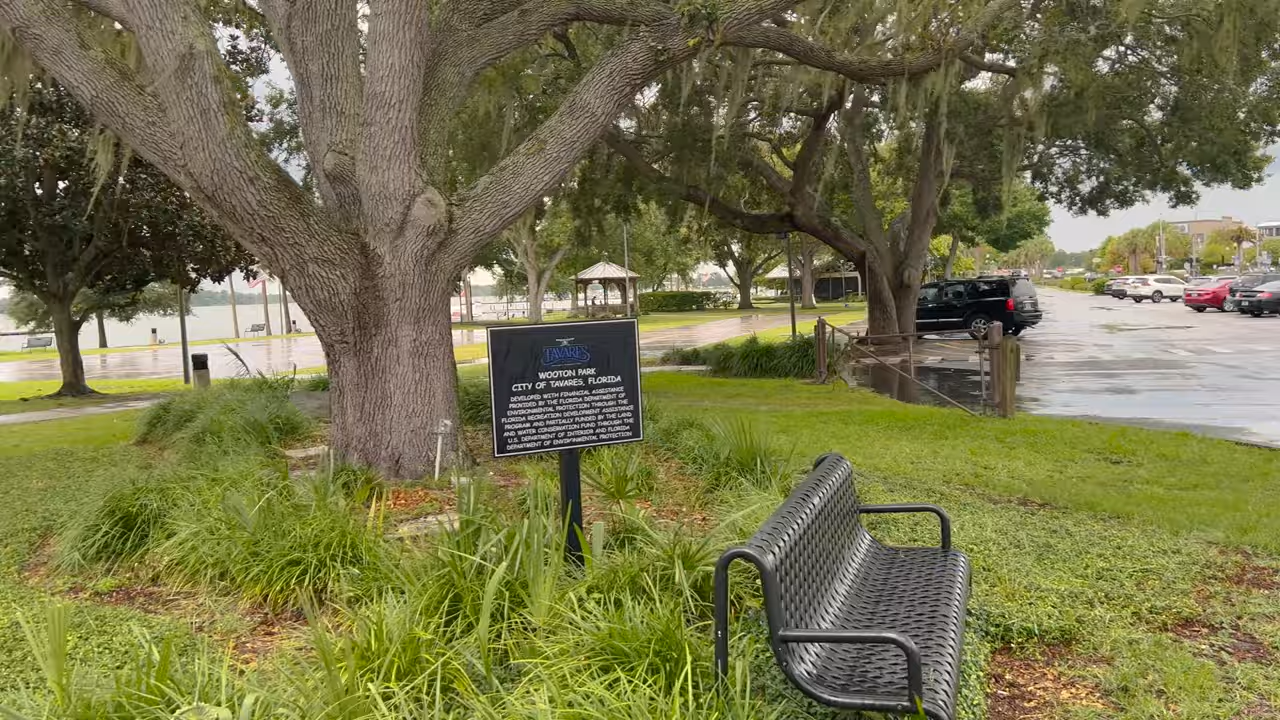 TAVARES
WOOTON PARK
CITY OF TAVARES, FLORIDA
DEVELOPED WITH FINANCIAL ASSISTANCE
PROVIDED BY THE FLORIDA DEPARTMENT OF
ENVIRONMENTAL PROTECTION THROUGH THE
FLORIDA RECREATION DEVELOPMENT ASSISTANCE
PROGRAM AND PARTIALLY FUNDED BY THE LAND
AND WATER CONSERVATION FUND THROUGH THE
U.S. DEPARTMENT OF INTERIOR AND FLORIDA
DEPARTMENT OF ENVIRONMENTAL PROTECTION